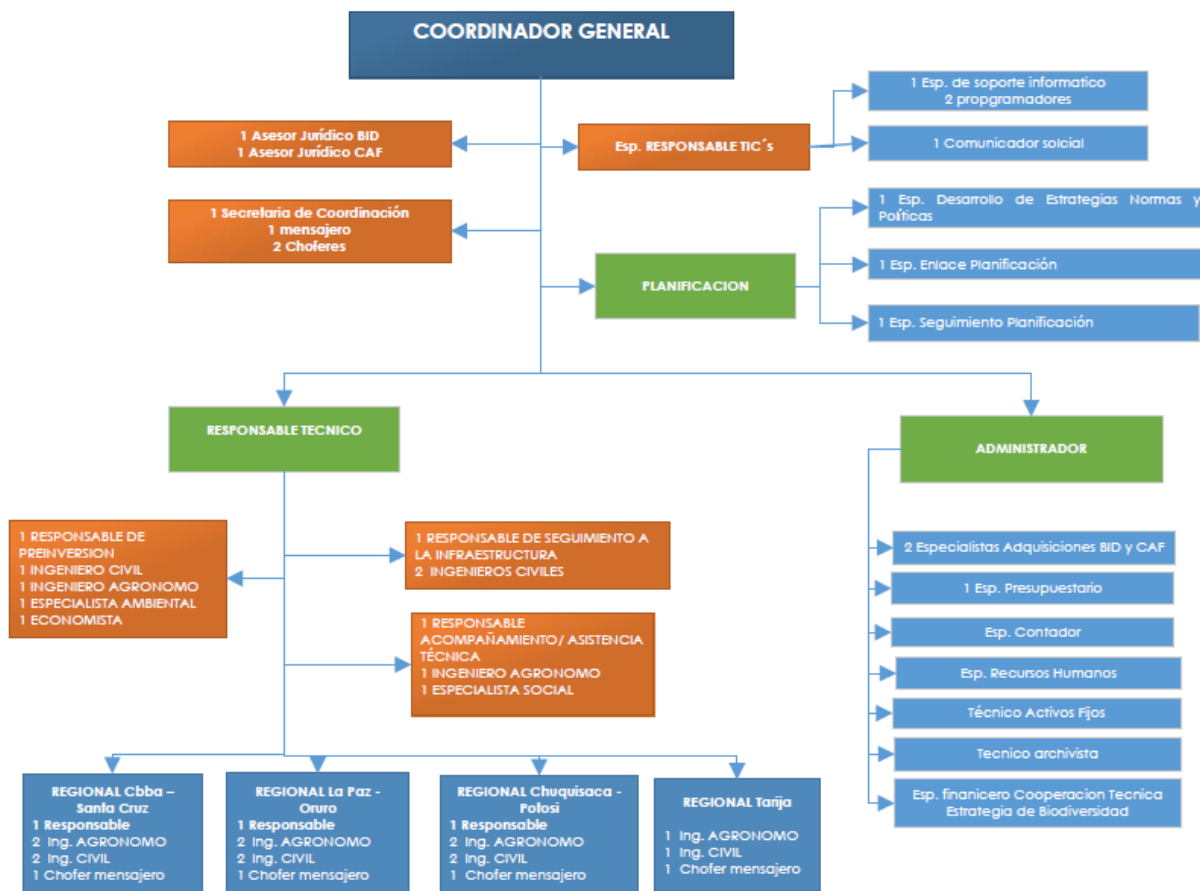 COORDINADOR GENERAL
1 Esp. de soporte informatico
2 propgramadores
1 Asesor Jurídico BID
1 Asesor Jurídico CAF
Esp. RESPONSABLE TIC´s
1 Comunicador solcial
1 Secretaria de Coordinación
1 mensajero
2 Choferes
1 Esp. Desarrollo de Estrategias Normas y
Políticas
PLANIFICACION
1 Esp. Enlace Planificación
1 Esp. Seguimiento Planificación
RESPONSABLE TECNICO
ADMINISTRADOR
1 RESPONSABLE DE
PREINVERSION
1 INGENIERO CIVIL
1 INGENIERO AGRONOMO
1 ESPECIALISTA AMBIENTAL
1 ECONOMISTA
1 RESPONSABLE DE SEGUIMIENTO A
LA INFRAESTRUCTURA
2 INGENIEROS CIVILES
1 RESPONSABLE
ACOMPAÑAMIENTO/ ASISTENCIA
TÉCNICA
1 INGENIERO AGRONOMO
1 ESPECIALISTA SOCIAL
2 Especialistas Adquisiciones BID y CAF
1 Esp. Presupuestario
Esp. Contador
Esp. Recursos Humanos
Técnico Activos Fijos
Tecnico archivista
Esp. financiero Cooperacion Tecnica
Estrategia de Biodiversidad
REGIONAL Cbba –
Santa Cruz
1 Responsable
2 Ing. AGRONOMO
2 Ing. CIVIL
1 Chofer mensajero
REGIONAL La Paz -
Oruro
1 Responsable
2 Ing. AGRONOMO
2 Ing. CIVIL
1 Chofer mensajero
REGIONAL Chuquisaca -
Potosi
1 Responsable
2 Ing. AGRONOMO
2 Ing. CIVIL
1 Chofer mensajero
REGIONAL Tarija
1 Ing. AGRONOMO
1 Ing. CIVIL
1 Chofer mensajero